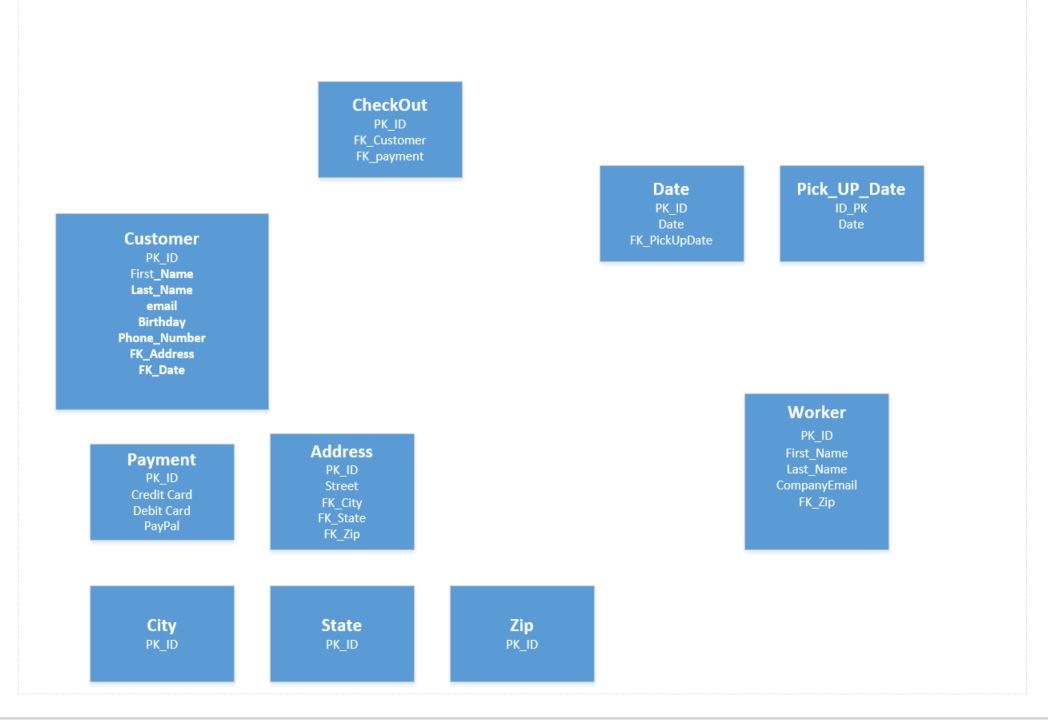 CheckOut
PK_ID
FK_Customer
FK_payment
Date
PK_ID
Date
FK_PickUpDate
Pick_UP_Date
ID_PK
Date
Customer
PK_ID
First_Name
Last_Name
email
Birthday
Phone_Number
FK_Address
FK_Date
Worker
PK_ID
First_Name
Last_Name
CompanyEmail
FK_Zip
Payment
PK_ID
Credit Card
Debit Card
PayPal
Address
PK_ID
Street
FK_City
FK_State
FK_Zip
City
PK_ID
State
PK_ID
Zip
PK_ID